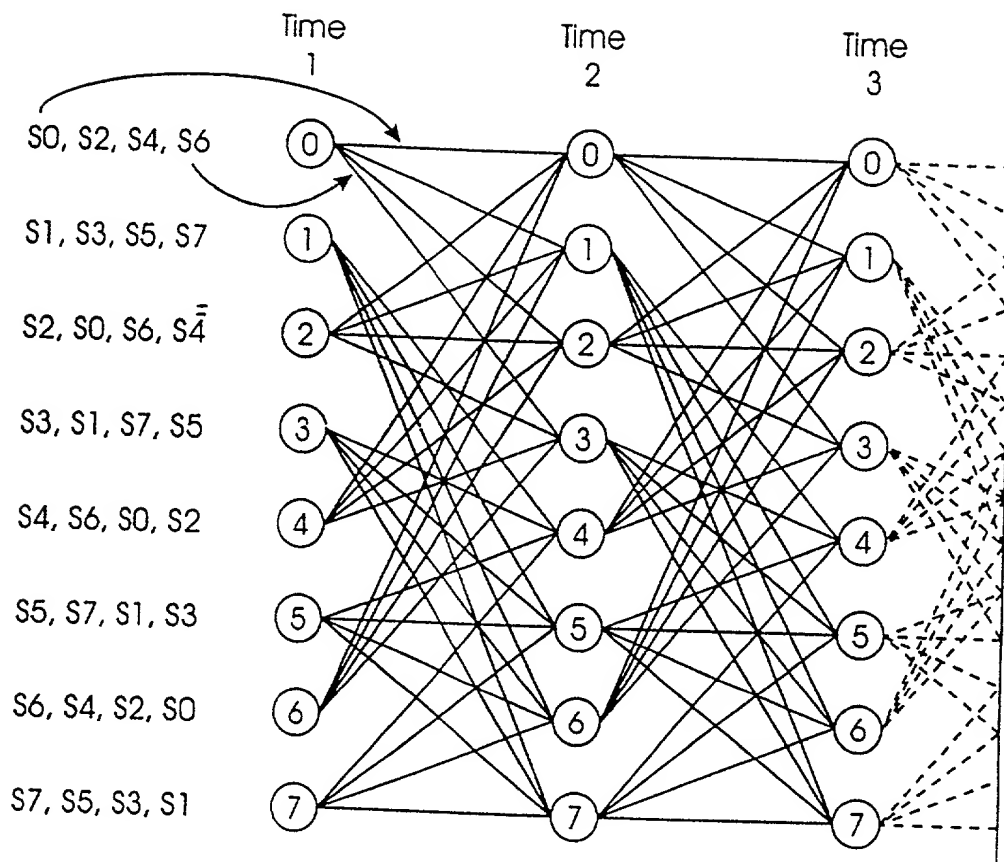 Time
1
Time
2
Time
3
S0, S2, S4, S6
0
0
0
S1, S3, S5, S7
1
1
1
S2, S0, S6, S4
2
2
2
S3, S1, S7, S5
3
3
3
S4, S6, S0, S2
4
4
4
S5, S7, S1, S3
5
5
5
S6, S4, S2, S0
6
6
6
S7, S5, S3, S1
7
7
7